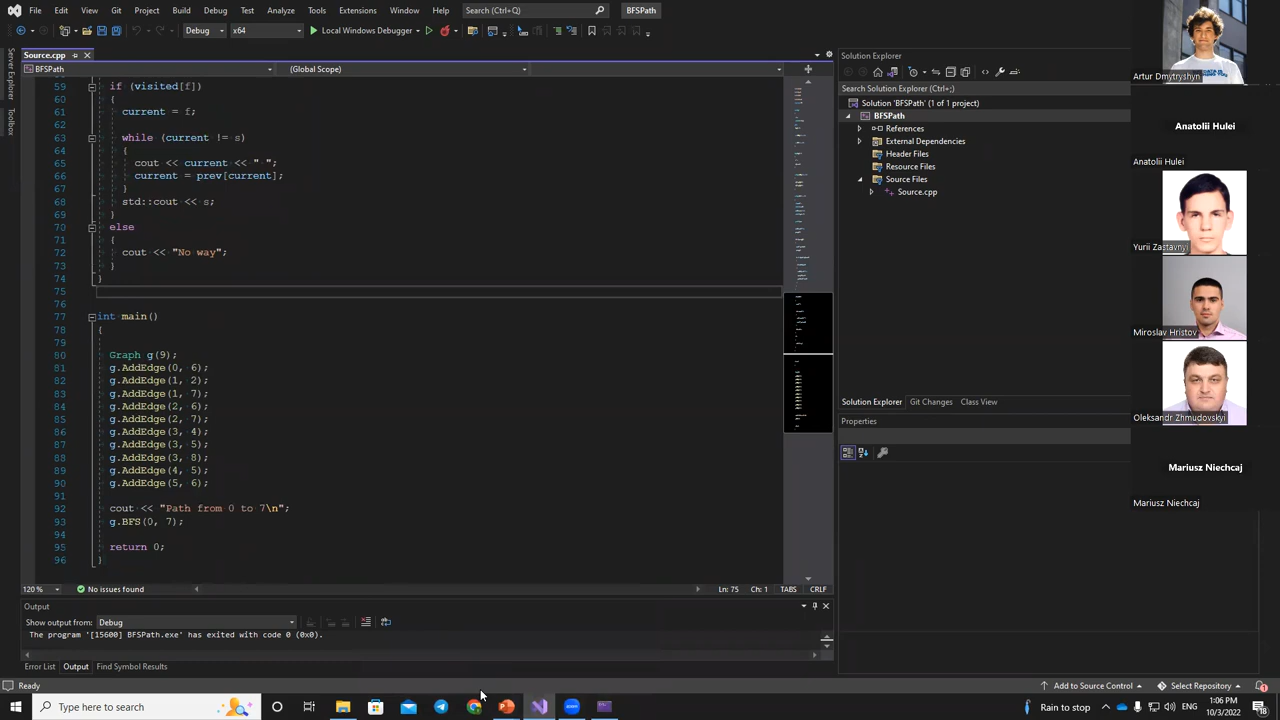 File Edit View Git Project Build Debug Test Analyze Tools Extensions Window Help Search (Ctrl+Q) BFSPath
Debug x64 Local Windows Debugger
Server Explorer Toolbox
Source.cpp
BFSPath (Global Scope)
59 if (visited[f])
60 {
61 current = f;
62
63 while (current != s)
64 {
65 cout << current << " ";
66 current = prev[current];
67 }
68 std::cout << s;
69 }
70 else
71 {
72 cout << "No way";
73 }
74 }
75
76
77 int main()
78 {
79
80 Graph g(9);
81 g.AddEdge(0, 6);
82 g.AddEdge(1, 2);
83 g.AddEdge(1, 7);
84 g.AddEdge(2, 7);
85 g.AddEdge(2, 6);
86 g.AddEdge(3, 4);
87 g.AddEdge(3, 5);
88 g.AddEdge(3, 8);
89 g.AddEdge(4, 5);
90 g.AddEdge(5, 6);
91
92 cout << "Path from 0 to 7\n";
93 g.BFS(0, 7);
94
95 return 0;
96 }
120 % No issues found Ln: 75 Ch: 1 TABS CRLF
Output
Show output from: Debug
The program '[15600] BFSPath.exe' has exited with code 0 (0x0).
Error List Output Find Symbol Results
Solution Explorer
Search Solution Explorer (Ctrl+;)
Solution 'BFSPath' (1 of 1 project)
BFSPath
References
External Dependencies
Header Files
Resource Files
Source Files
Source.cpp
Solution Explorer Git Changes Class View
Properties
Artur Dmytryshyn
Anatolii Hulei
Anatolii Hulei
Yurii Zastavnyi
Miroslav Hristov
Oleksandr Zhmudovskyi
Mariusz Niechcaj
Mariusz Niechcaj
Ready Add to Source Control Select Repository 1
Type here to search Rain to stop ENG 1:06 PM
10/3/2022 18